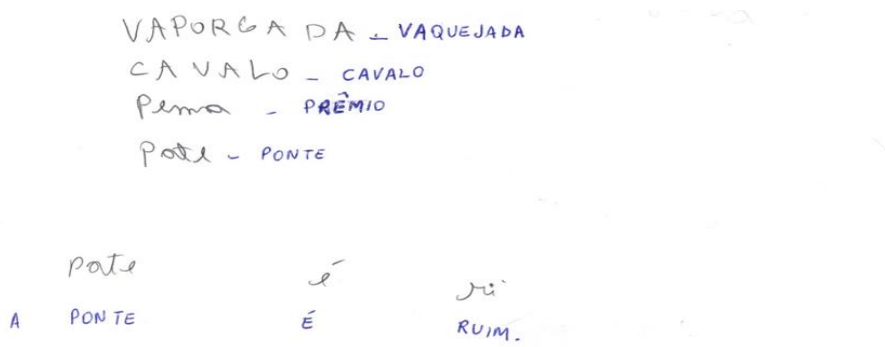 VAPORGADA - VAQUEJADA
CAVALO - CAVALO
Pema - PRÊMIO
pote - PONTE
pote é ri
A PONTE É RUIM.